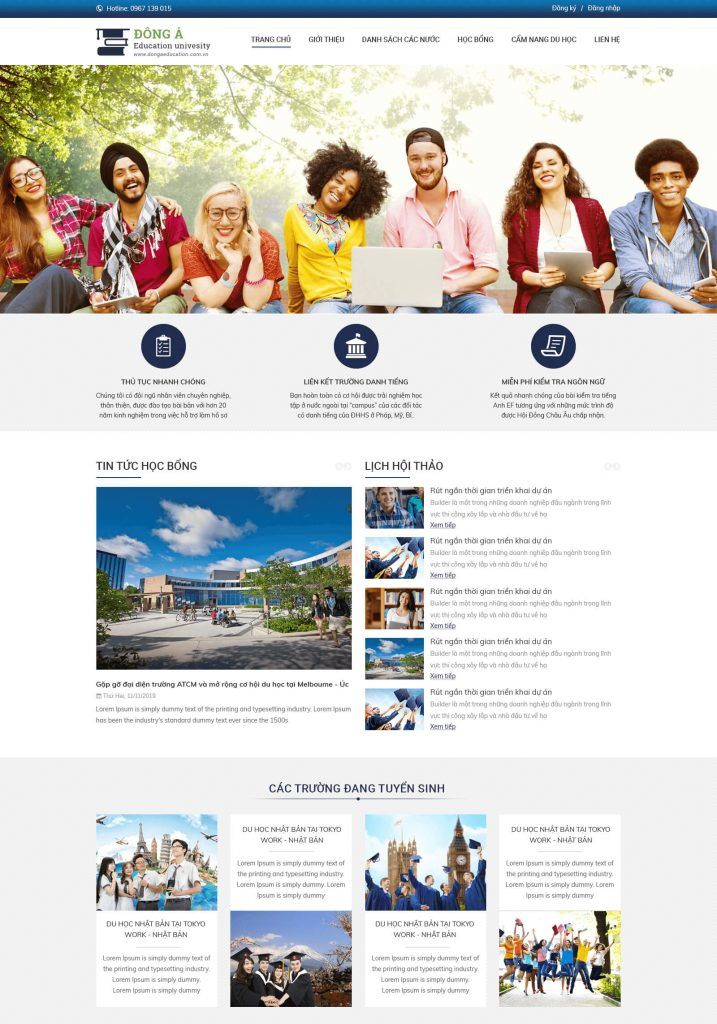 Hotline: 0967 139 015
Đăng ký / Đăng nhập
ĐÔNG Á
Education univesity
www.dongaeducation.com.vn
TRANG CHỦ
GIỚI THIỆU
DANH SÁCH CÁC NƯỚC
HỌC BỔNG
CẨM NANG DU HỌC
LIÊN HỆ
THỦ TỤC NHANH CHÓNG
Chúng tôi có đội ngũ nhân viên chuyên nghiệp,
thân thiện, được đào tạo bài bản với hơn 20
năm kinh nghiệm trong việc hỗ trợ làm hồ sơ
LIÊN KẾT TRƯỜNG DANH TIẾNG
Bạn hoàn toàn có cơ hội được trải nghiệm học
tập ở nước ngoài tại "campus" của các đối tác
có danh tiếng của ĐHHS ở Pháp, Mỹ, Bỉ.
MIỄN PHÍ KIỂM TRA NGÔN NGỮ
Kết quả nhanh chóng của bài kiểm tra tiếng
Anh EF tương ứng với những mức trình độ
được Hội Đồng Châu Âu chấp nhận.
TIN TỨC HỌC BỔNG
Gặp gỡ đại diện trường ATCM và mở rộng cơ hội du học tại Melbourne - Úc
Thứ Hai, 11/11/2019
Lorem Ipsum is simply dummy text of the printing and typesetting industry. Lorem Ipsum
has been the industry's standard dummy text ever since the 1500s
LỊCH HỘI THẢO
Rút ngắn thời gian triển khai dự án
Builder là một trong những doanh nghiệp đầu ngành trong lĩnh
vực thi công xây lắp và nhà đầu tư về hạ
Xem tiếp
Rút ngắn thời gian triển khai dự án
Builder là một trong những doanh nghiệp đầu ngành trong lĩnh
vực thi công xây lắp và nhà đầu tư về hạ
Xem tiếp
Rút ngắn thời gian triển khai dự án
Builder là một trong những doanh nghiệp đầu ngành trong lĩnh
vực thi công xây lắp và nhà đầu tư về hạ
Xem tiếp
Rút ngắn thời gian triển khai dự án
Builder là một trong những doanh nghiệp đầu ngành trong lĩnh
vực thi công xây lắp và nhà đầu tư về hạ
Xem tiếp
Rút ngắn thời gian triển khai dự án
Builder là một trong những doanh nghiệp đầu ngành trong lĩnh
vực thi công xây lắp và nhà đầu tư về hạ
Xem tiếp
CÁC TRƯỜNG ĐANG TUYỂN SINH
DU HỌC NHẬT BẢN TẠI TOKYO
WORK - NHẬT BẢN
Lorem Ipsum is simply dummy text of
the printing and typesetting industry.
Lorem Ipsum is simply dummy
DU HỌC NHẬT BẢN TẠI TOKYO
WORK - NHẬT BẢN
Lorem Ipsum is simply dummy text of
the printing and typesetting industry. Lorem
Lorem Ipsum is simply dummy
DU HỌC NHẬT BẢN TẠI TOKYO
WORK - NHẬT BẢN
Lorem Ipsum is simply dummy text of
the printing and typesetting industry.
Lorem Ipsum is simply dummy
DU HỌC NHẬT BẢN TẠI TOKYO
WORK - NHẬT BẢN
Lorem Ipsum is simply dummy text of
the printing and typesetting industry.
Lorem Ipsum is simply dummy